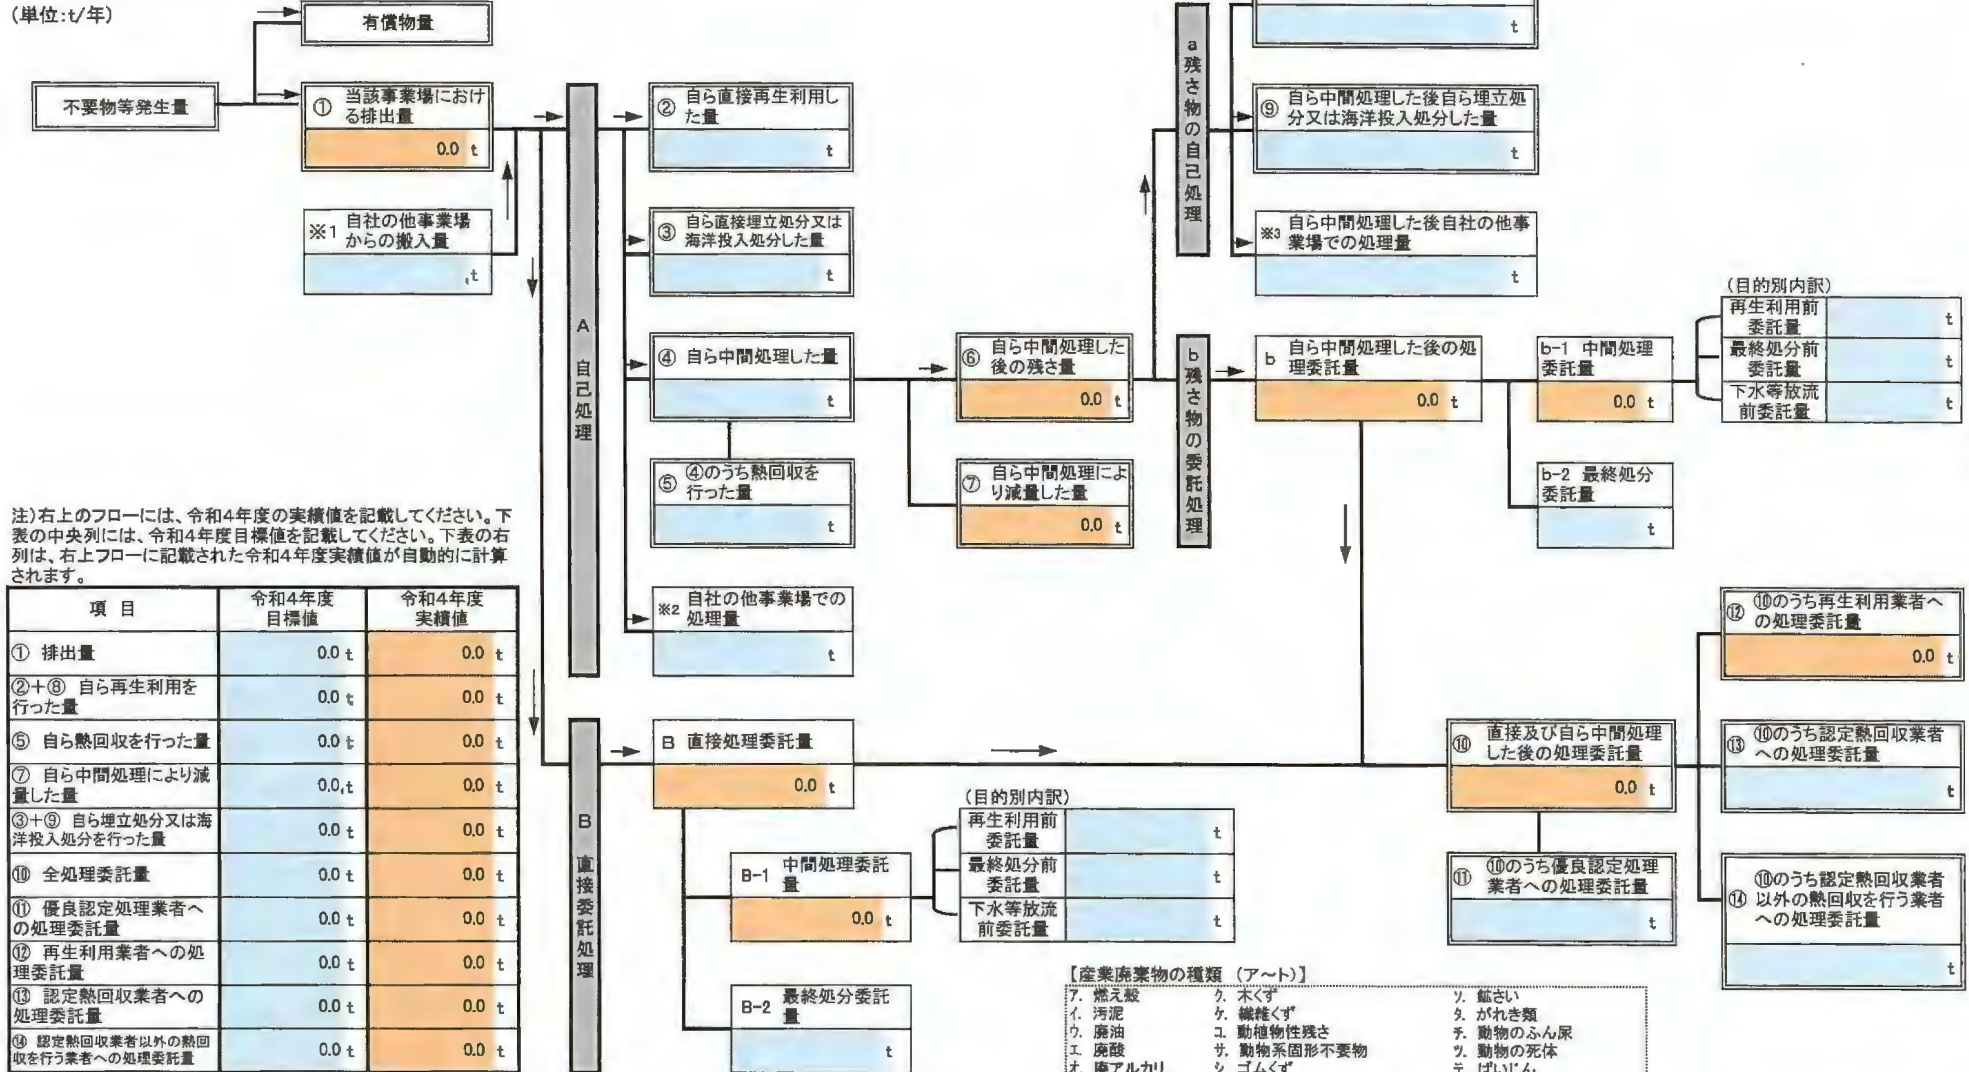 (単位:t/年)
有償物量
不要物等発生量
① 当該事業場におけ
る排出量
0.0 t
※1 自社の他事業場
からの搬入量
t
A 自己処理
② 自ら直接再生利用し
た量
t
③ 自ら直接埋立処分又は
海洋投入処分した量
t
④ 自ら中間処理した量
t
⑤ ④のうち熱回収を
行った量
t
※2 自社の他事業場での
処理量
t
⑥ 自ら中間処理した
後の残さ量
0.0 t
⑦ 自ら中間処理によ
り減量した量
0.0 t
a 残さ物の自己処理
t
⑨ 自ら中間処理した後自ら埋立処
分又は海洋投入処分した量
t
※3 自ら中間処理した後自社の他事
業場での処理量
t
b 残さ物の委託処理
b 自ら中間処理した後の処
理委託量
0.0 t
b-1 中間処理
委託量
0.0 t
(目的別内訳)
再生利用前
委託量
t
最終処分前
委託量
t
下水等放流
前委託量
t
b-2 最終処分
委託量
t
注)右上のフローには、令和4年度の実績値を記載してください。下
表の中央列には、令和4年度目標値を記載してください。下表の右
列は、右上フローに記載された令和4年度実績値が自動的に計算
されます。
項 目 令和4年度 令和4年度
目標値 実績値
① 排出量 0.0 t 0.0 t
②+⑧ 自ら再生利用を
行った量 0.0 t 0.0 t
⑤ 自ら熱回収を行った量 0.0 t 0.0 t
⑦ 自ら中間処理により減
量した量 0.0 t 0.0 t
③+⑨ 自ら埋立処分又は海
洋投入処分を行った量 0.0 t 0.0 t
⑩ 全処理委託量 0.0 t 0.0 t
⑪ 優良認定処理業者へ
の処理委託量 0.0 t 0.0 t
⑫ 再生利用業者への処
理委託量 0.0 t 0.0 t
⑬ 認定熱回収業者への
処理委託量 0.0 t 0.0 t
⑭ 認定熱回収業者以外の熱回
収を行う業者への処理委託量 0.0 t 0.0 t
B 直接委託処理
B 直接処理委託量
0.0 t
B-1 中間処理委託
量
0.0 t
(目的別内訳)
再生利用前
委託量
t
最終処分前
委託量
t
下水等放流
前委託量
t
B-2 最終処分委託
量
t
⑩ 直接及び自ら中間処理
した後の処理委託量
0.0 t
⑪ ⑩のうち優良認定処理
業者への処理委託量
t
⑫ ⑩のうち再生利用業者へ
の処理委託量
0.0 t
⑬ ⑩のうち認定熱回収業者
への処理委託量
t
⑭ ⑩のうち認定熱回収業者
以外の熱回収を行う業者
への処理委託量
t
【産業廃棄物の種類 (ア~ト)】
ア. 燃え殻 ク. 木くず ソ. 鉱さい
イ. 汚泥 ケ. 繊維くず タ. がれき類
ウ. 廃油 コ. 動植物性残さ チ. 動物のふん尿
エ. 廃酸 サ. 動物系固形不要物 ツ. 動物の死体
オ. 廃アルカリ シ. ゴムくず テ. ばいじん